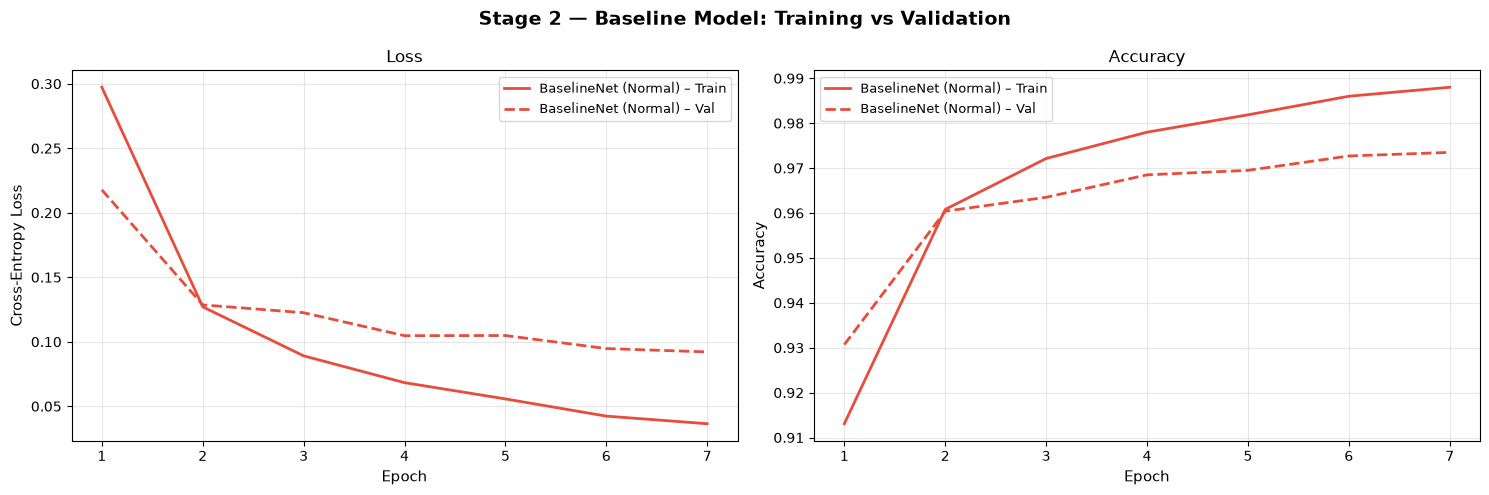 Stage 2 — Baseline Model: Training vs Validation
Loss
Cross-Entropy Loss
0.30
0.25
0.20
0.15
0.10
0.05
BaselineNet (Normal) – Train
BaselineNet (Normal) – Val
1 2 3 4 5 6 7
Epoch
Accuracy
Accuracy
0.99
0.98
0.97
0.96
0.95
0.94
0.93
0.92
0.91
BaselineNet (Normal) – Train
BaselineNet (Normal) – Val
1 2 3 4 5 6 7
Epoch